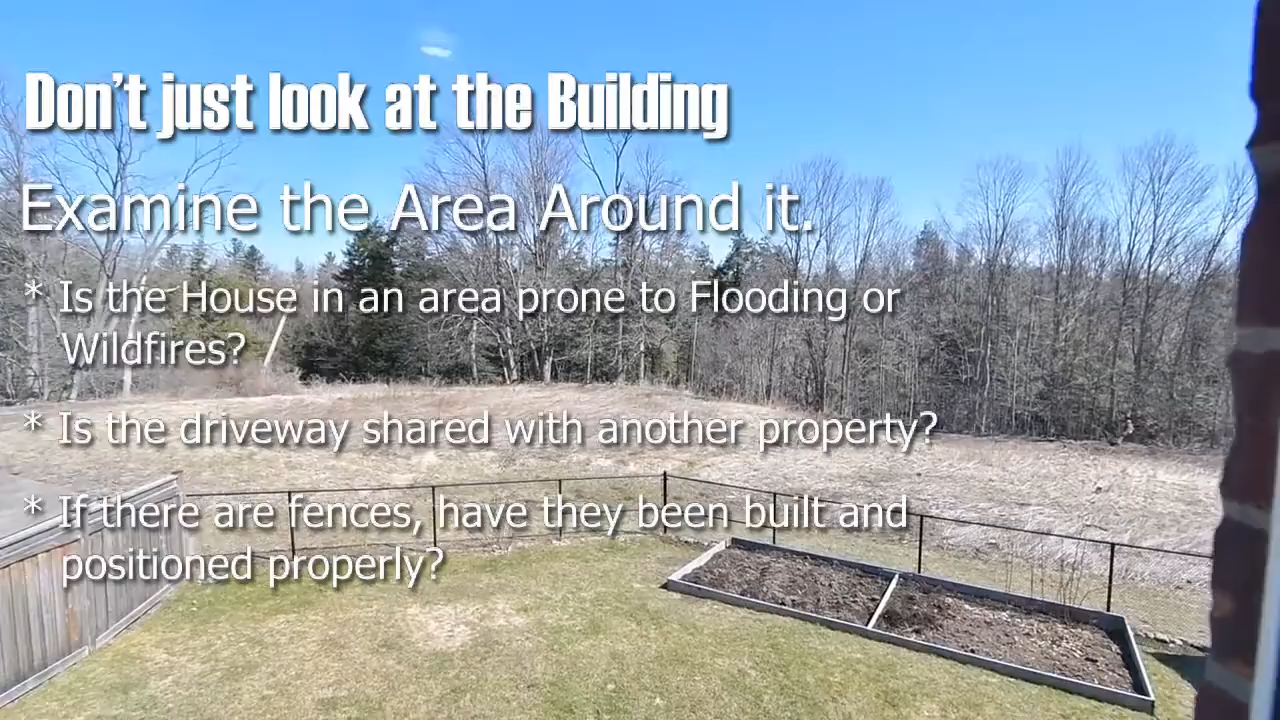 Don't just look at the Building
Examine the Area Around it.
* Is the House in an area prone to Flooding or
Wildfires?
* Is the driveway shared with another property?
* If there are fences, have they been built and
positioned properly?